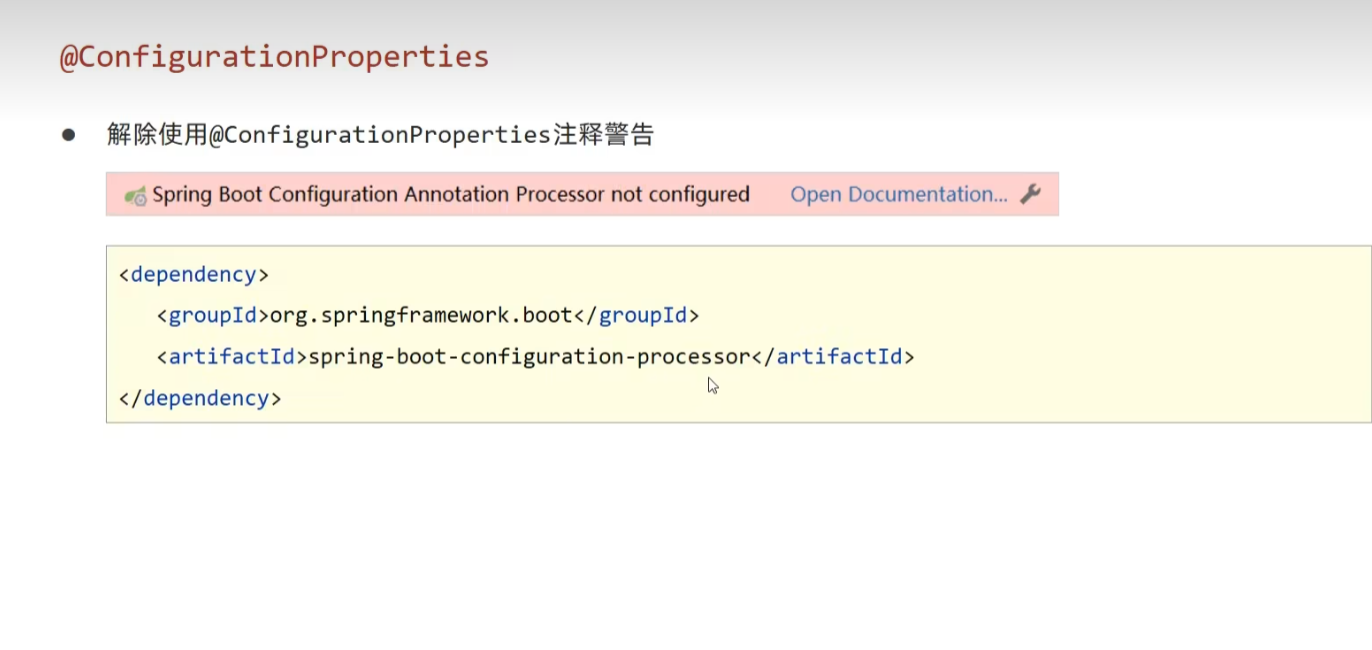 @ConfigurationProperties
● 解除使用@ConfigurationProperties注释警告
Spring Boot Configuration Annotation Processor not configured Open Documentation...
<dependency>
<groupId>org.springframework.boot</groupId>
<artifactId>spring-boot-configuration-processor</artifactId>
</dependency>